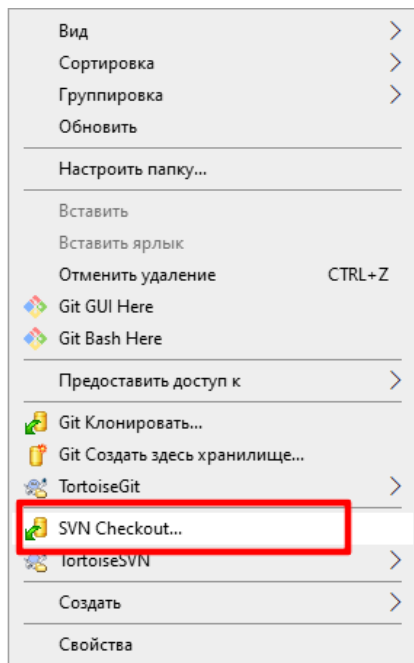 Вид
Сортировка
Группировка
Обновить
Настроить папку...
Вставить
Вставить ярлык
Отменить удаление CTRL+Z
Git GUI Here
Git Bash Here
Предоставить доступ к
Git Клонировать...
Git Создать здесь хранилище...
TortoiseGit
SVN Checkout...
TortoiseSVN
Создать
Свойства